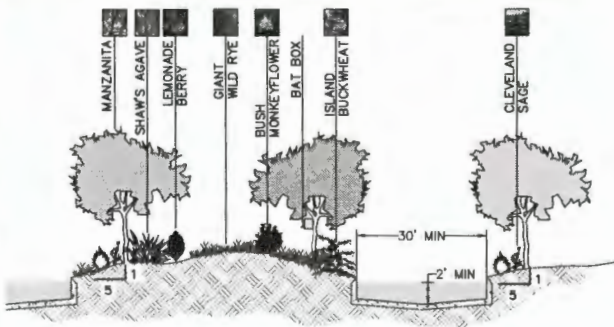 MANZANITA
SHAW'S AGAVE
LEMONADE
BERRY
GIANT
WILD RYE
BUSH
MONKEYFLOWER
BAT BOX
ISLAND
BUCKWHEAT
CLEVELAND
SAGE
30' MIN
2' MIN
1
5
1
5